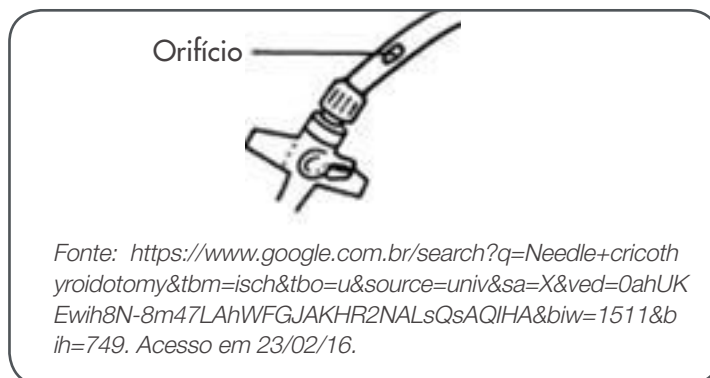 Orifício
Fonte: https://www.google.com.br/search?q=Needle+cricoth
yroidotomy&tbm=isch&tbo=u&source=univ&sa=X&ved=0ahUK
Ewih8N-8m47LAhWFGJAKHR2NALsQsAQIHA&biw=1511&b
ih=749. Acesso em 23/02/16.